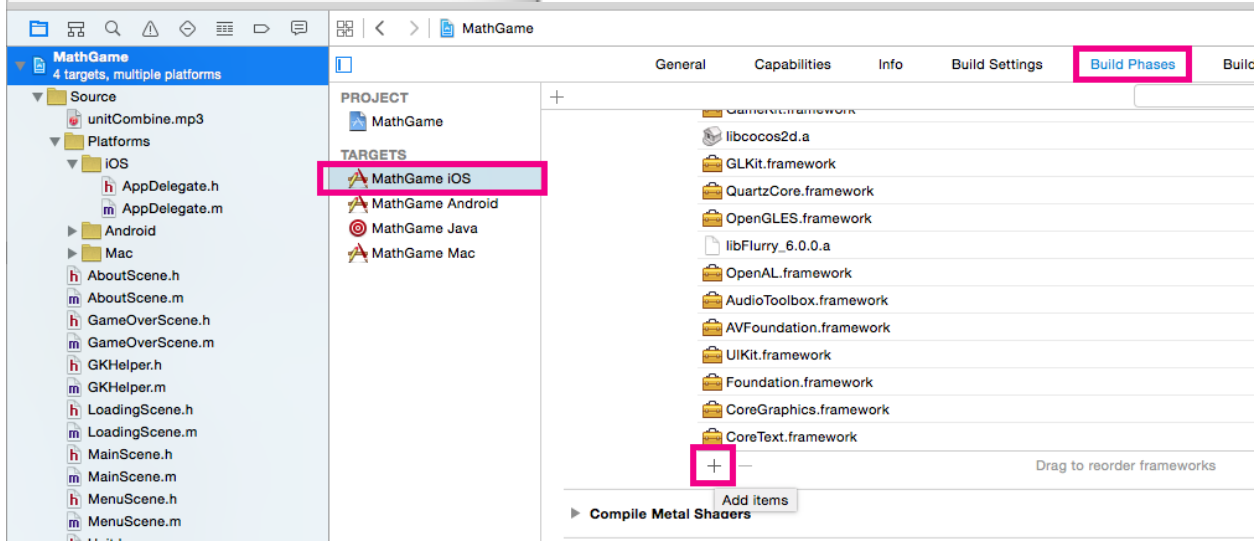 MathGame
MathGame
4 targets, multiple platforms
General Capabilities Info Build Settings Build Phases Build
Source
unitCombine.mp3
Platforms
iOS
h AppDelegate.h
m AppDelegate.m
Android
Mac
h AboutScene.h
m AboutScene.m
h GameOverScene.h
m GameOverScene.m
h GKHelper.h
m GKHelper.m
h LoadingScene.h
m LoadingScene.m
h MainScene.h
m MainScene.m
h MenuScene.h
m MenuScene.m
PROJECT
MathGame
TARGETS
MathGame iOS
MathGame Android
MathGame Java
MathGame Mac
GameKit.framework
libcocos2d.a
GLKit.framework
QuartzCore.framework
OpenGLES.framework
libFlurry_6.0.0.a
OpenAL.framework
AudioToolbox.framework
AVFoundation.framework
UIKit.framework
Foundation.framework
CoreGraphics.framework
CoreText.framework
Drag to reorder frameworks
Add items
Compile Metal Shaders